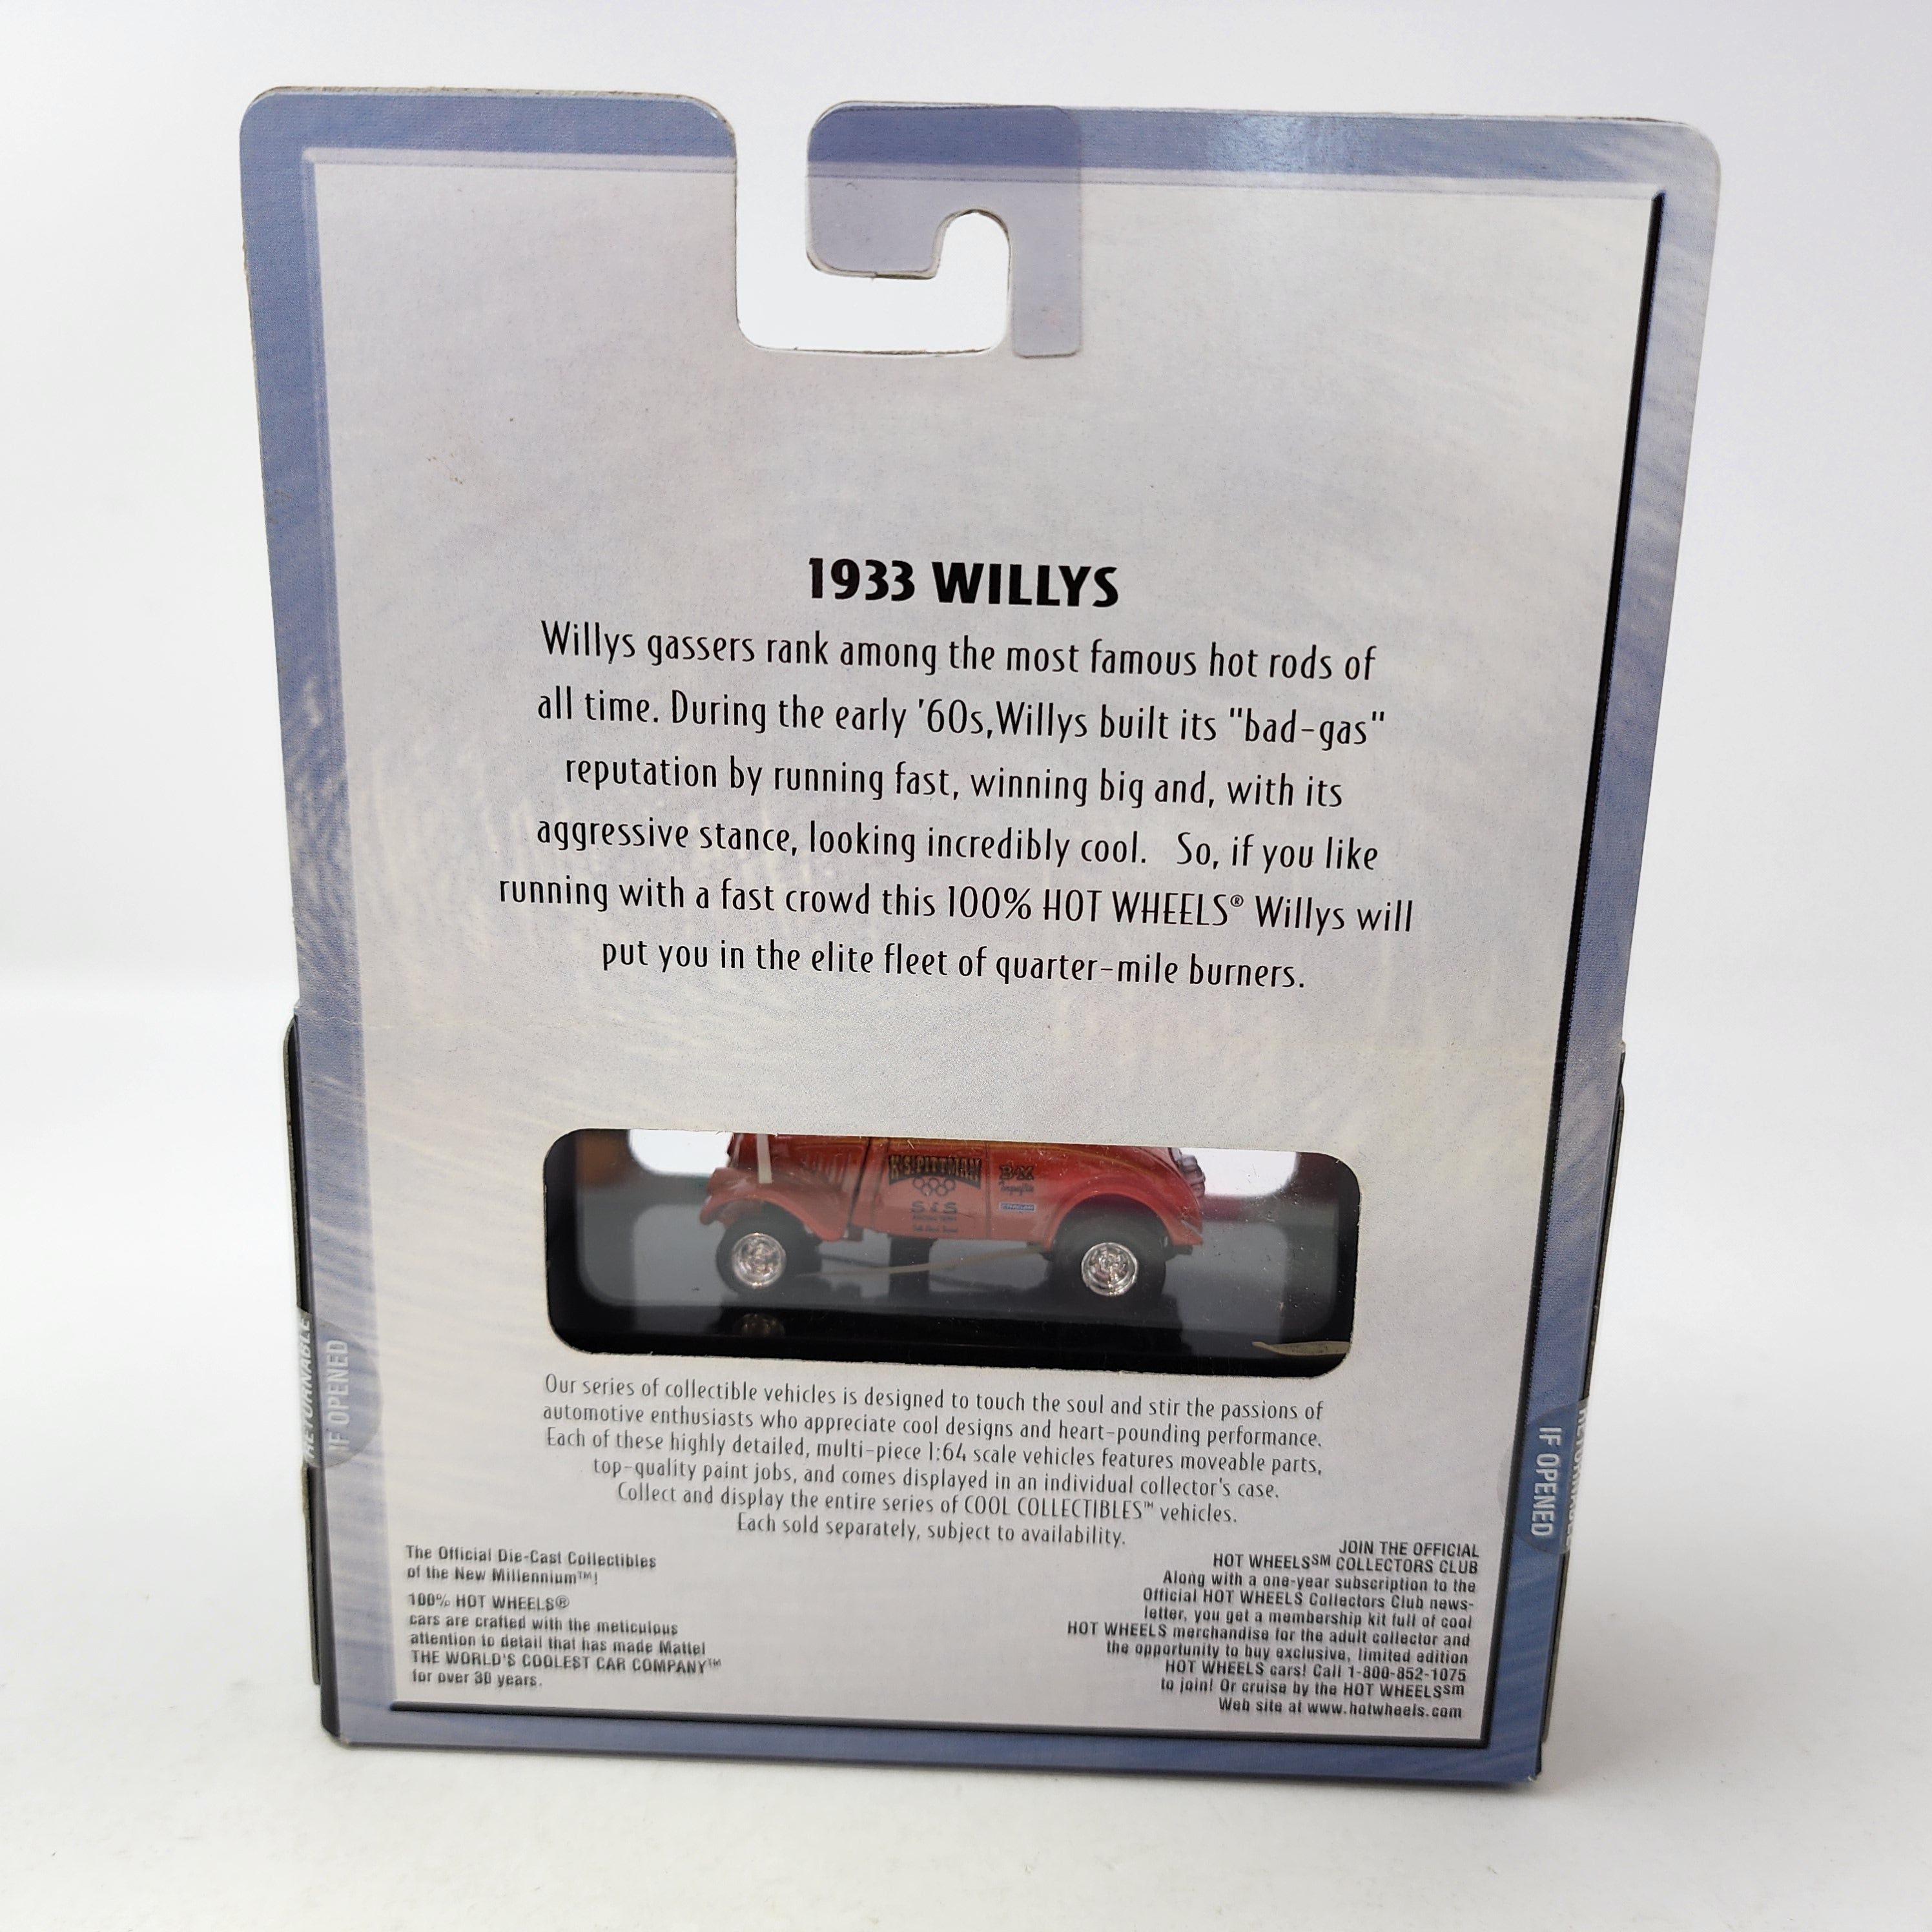 1933 WILLYS
Willys gassers rank among the most famous hot rods of
all time. During the early '60s,Willys built its "bad-gas"
reputation by running fast, winning big and, with its
aggressive stance, looking incredibly cool. So, if you like
running with a fast crowd this 100% HOT WHEELS® Willys will
put you in the elite fleet of quarter-mile burners.
K.S.PITTMAN
B&M
S&S
IF OPENED
IF OPENED
Our series of collectible vehicles is designed to touch the soul and stir the passions of
automotive enthusiasts who appreciate cool designs and heart-pounding performance.
Each of these highly detailed, multi-piece 1:64 scale vehicles features moveable parts,
top-quality paint jobs, and comes displayed in an individual collector's case.
Collect and display the entire series of COOL COLLECTIBLES™ vehicles.
Each sold separately, subject to availability.
The Official Die-Cast Collectibles
of the New Millennium™!
100% HOT WHEELS®
cars are crafted with the meticulous
attention to detail that has made Mattel
THE WORLD'S COOLEST CAR COMPANY™
for over 30 years.
JOIN THE OFFICIAL
HOT WHEELSSM COLLECTORS CLUB
Along with a one-year subscription to the
Official HOT WHEELS Collectors Club news-
letter, you get a membership kit full of cool
HOT WHEELS merchandise for the adult collector and
the opportunity to buy exclusive, limited edition
HOT WHEELS cars! Call 1-800-852-1075
to join! Or cruise by the HOT WHEELSsm
Web site at www.hotwheels.com